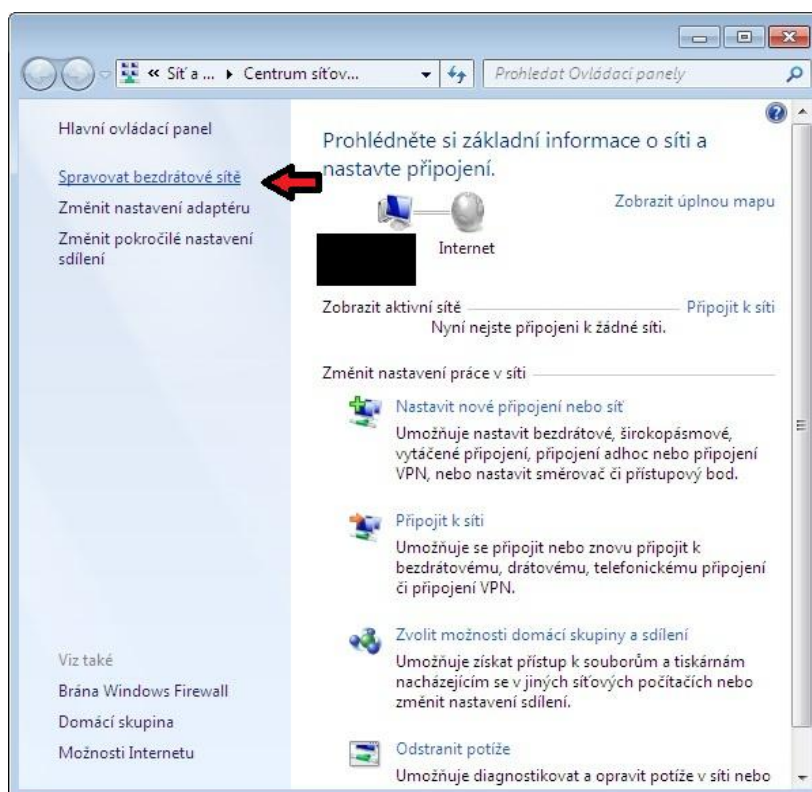 « Síť a ... ▸ Centrum síťov...
Prohledat Ovládací panely
Hlavní ovládací panel
Spravovat bezdrátové sítě
Změnit nastavení adaptéru
Změnit pokročilé nastavení
sdílení
Viz také
Brána Windows Firewall
Domácí skupina
Možnosti Internetu
Prohlédněte si základní informace o síti a
nastavte připojení.
Zobrazit úplnou mapu
Internet
Zobrazit aktivní sítě
Připojit k síti
Nyní nejste připojeni k žádné síti.
Změnit nastavení práce v síti
Nastavit nové připojení nebo síť
Umožňuje nastavit bezdrátové, širokopásmové,
vytáčené připojení, připojení adhoc nebo připojení
VPN, nebo nastavit směrovač či přístupový bod.
Připojit k síti
Umožňuje se připojit nebo znovu připojit k
bezdrátovému, drátovému, telefonickému připojení
či připojení VPN.
Zvolit možnosti domácí skupiny a sdílení
Umožňuje získat přístup k souborům a tiskárnám
nacházejícím se v jiných síťových počítačích nebo
změnit nastavení sdílení.
Odstranit potíže
Umožňuje diagnostikovat a opravit potíže v síti nebo